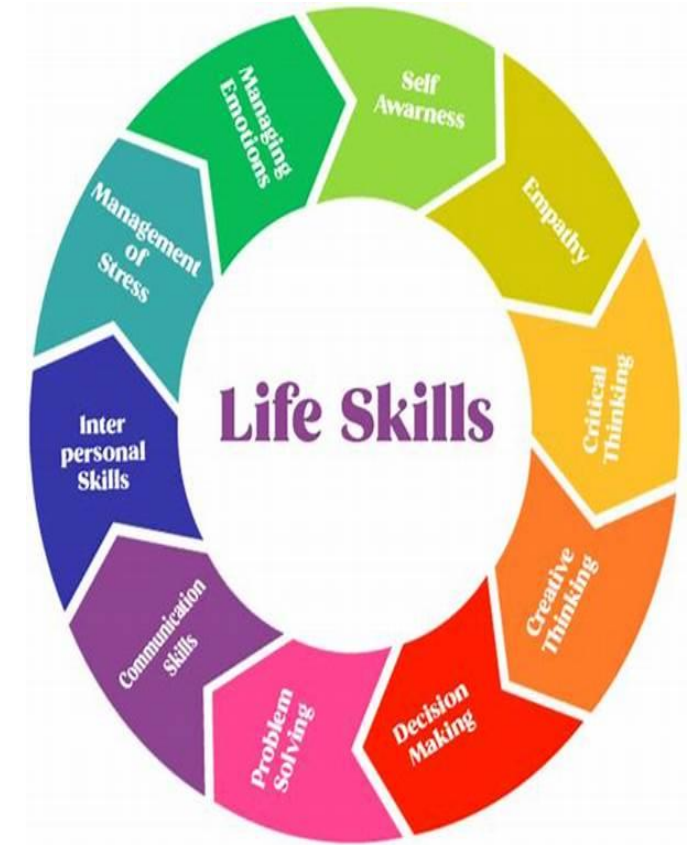 Self
Awarness
Empathy
Critical
Thinking
Creative
Thinking
Decision
Making
Problem
Solving
Communication
Skills
Inter
personal
Skills
Management
of
Stress
Managing
Emotions
Life Skills